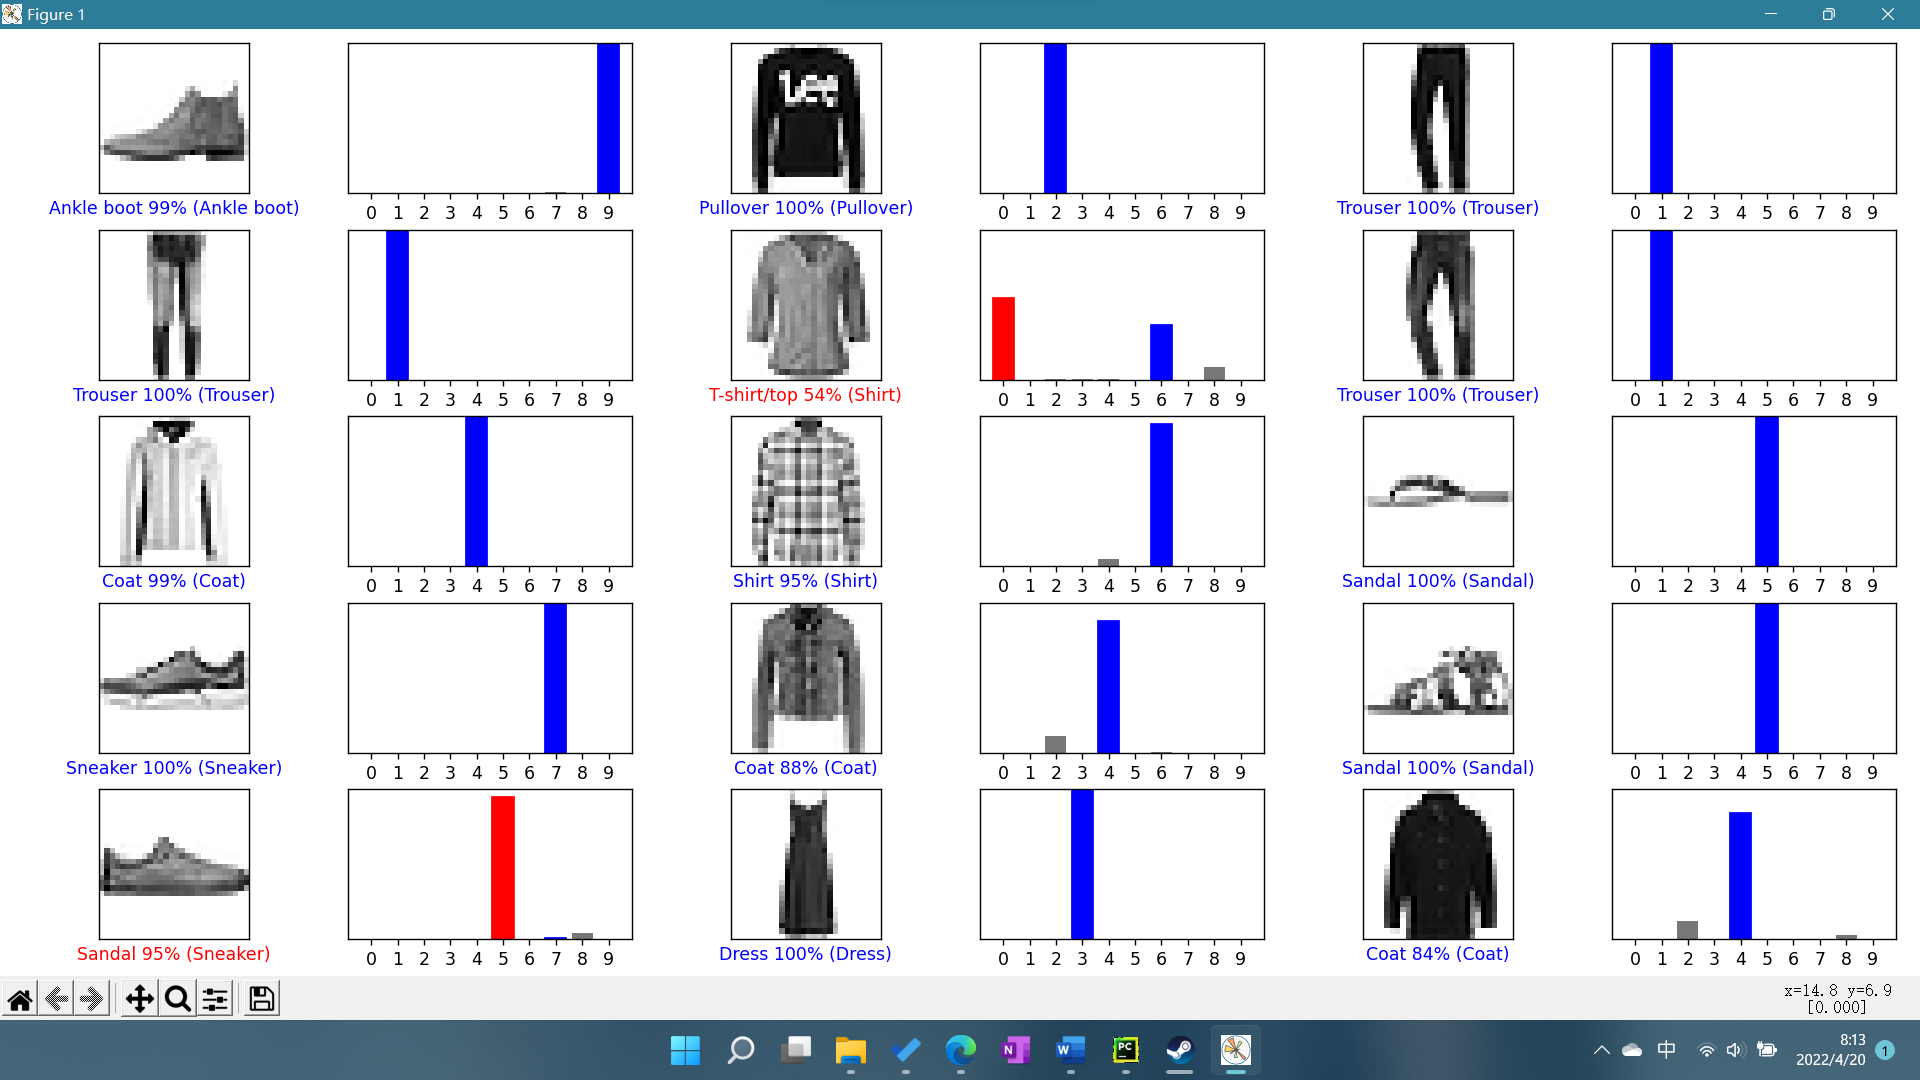 Figure 1
Lee
Ankle boot 99% (Ankle boot)
0 1 2 3 4 5 6 7 8 9
Pullover 100% (Pullover)
0 1 2 3 4 5 6 7 8 9
Trouser 100% (Trouser)
0 1 2 3 4 5 6 7 8 9
Trouser 100% (Trouser)
0 1 2 3 4 5 6 7 8 9
T-shirt/top 54% (Shirt)
0 1 2 3 4 5 6 7 8 9
Trouser 100% (Trouser)
0 1 2 3 4 5 6 7 8 9
Coat 99% (Coat)
0 1 2 3 4 5 6 7 8 9
Shirt 95% (Shirt)
0 1 2 3 4 5 6 7 8 9
Sandal 100% (Sandal)
0 1 2 3 4 5 6 7 8 9
Sneaker 100% (Sneaker)
0 1 2 3 4 5 6 7 8 9
Coat 88% (Coat)
0 1 2 3 4 5 6 7 8 9
Sandal 100% (Sandal)
0 1 2 3 4 5 6 7 8 9
Sandal 95% (Sneaker)
0 1 2 3 4 5 6 7 8 9
Dress 100% (Dress)
0 1 2 3 4 5 6 7 8 9
Coat 84% (Coat)
0 1 2 3 4 5 6 7 8 9
x=14.8 y=6.9
[0.000]
N
W
PC
中
8:13
2022/4/20
1